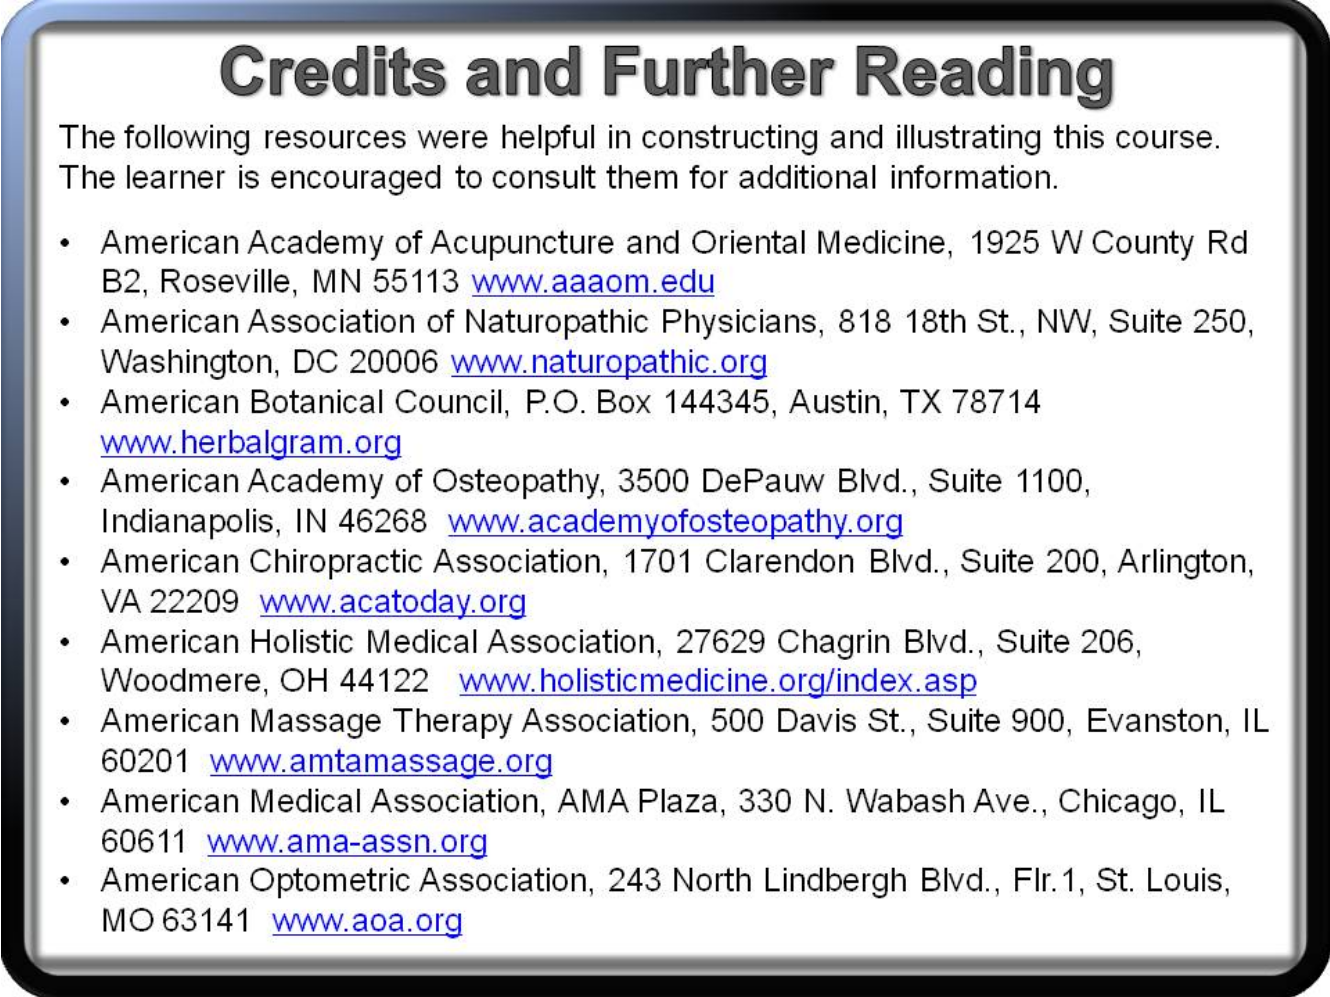 Credits and Further Reading
The following resources were helpful in constructing and illustrating this course.
The learner is encouraged to consult them for additional information.
• American Academy of Acupuncture and Oriental Medicine, 1925 W County Rd
B2, Roseville, MN 55113 www.aaaom.edu
• American Association of Naturopathic Physicians, 818 18th St., NW, Suite 250,
Washington, DC 20006 www.naturopathic.org
• American Botanical Council, P.O. Box 144345, Austin, TX 78714
www.herbalgram.org
• American Academy of Osteopathy, 3500 DePauw Blvd., Suite 1100,
Indianapolis, IN 46268 www.academyofosteopathy.org
• American Chiropractic Association, 1701 Clarendon Blvd., Suite 200, Arlington,
VA 22209 www.acatoday.org
• American Holistic Medical Association, 27629 Chagrin Blvd., Suite 206,
Woodmere, OH 44122 www.holisticmedicine.org/index.asp
• American Massage Therapy Association, 500 Davis St., Suite 900, Evanston, IL
60201 www.amtamassage.org
• American Medical Association, AMA Plaza, 330 N. Wabash Ave., Chicago, IL
60611 www.ama-assn.org
• American Optometric Association, 243 North Lindbergh Blvd., Flr.1, St. Louis,
MO 63141 www.aoa.org